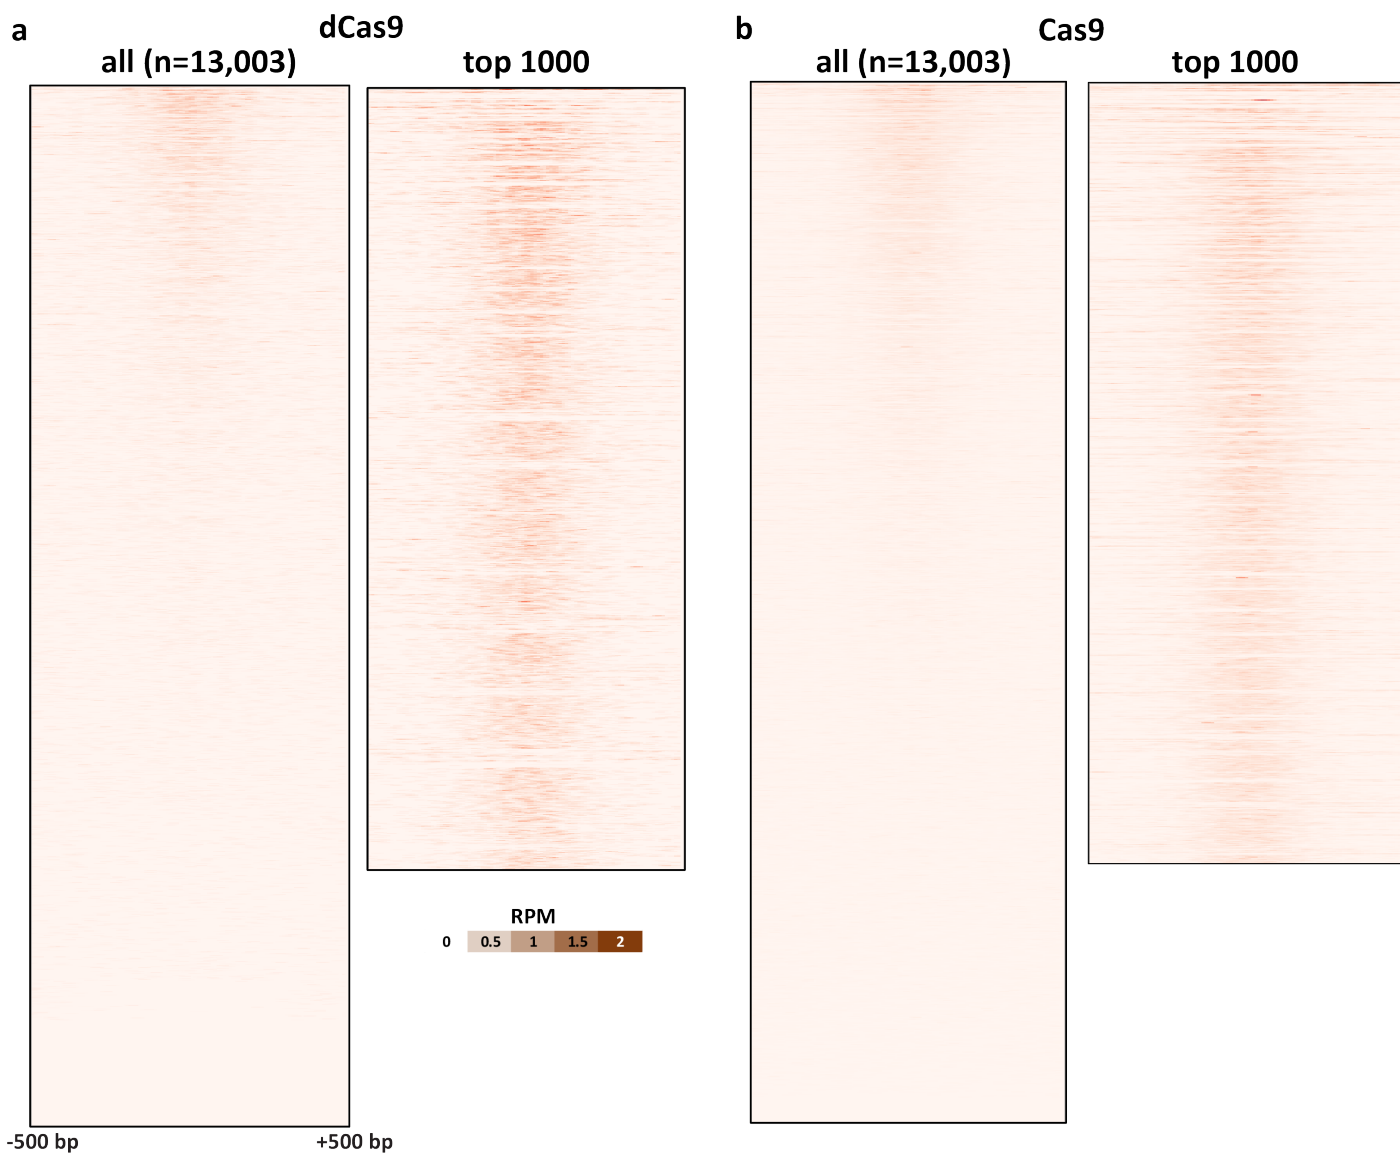 a
dCas9
all (n=13,003)
top 1000
b
Cas9
all (n=13,003)
top 1000
RPM
0 0.5 1 1.5 2
-500 bp
+500 bp